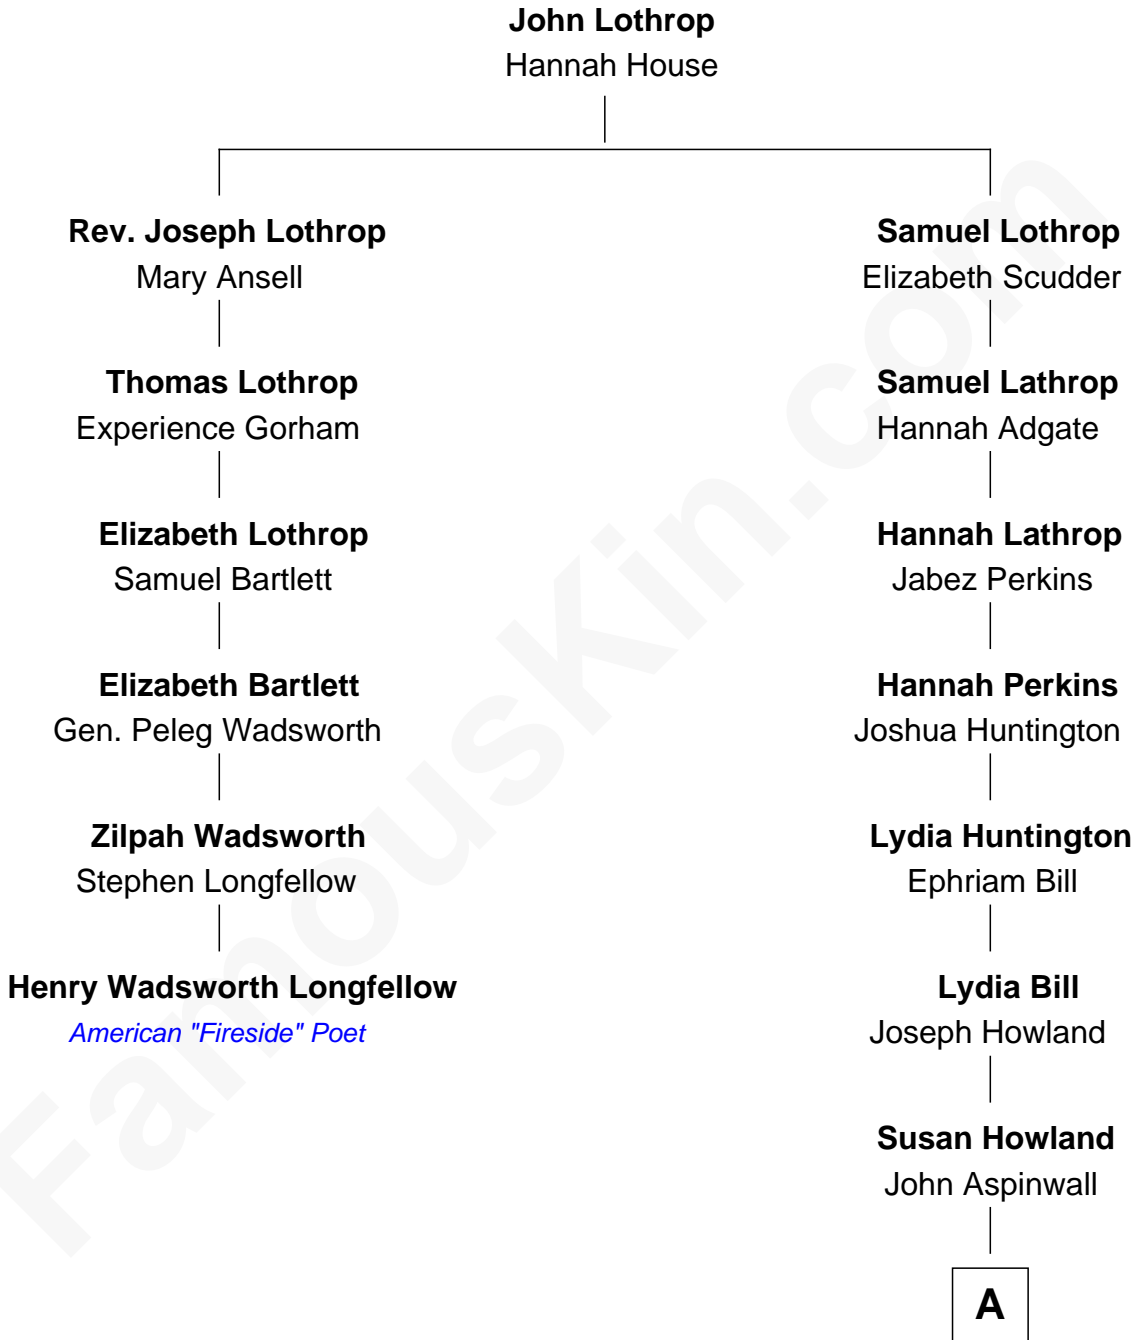 John Lothrop
Hannah House
Rev. Joseph Lothrop
Mary Ansell
Thomas Lothrop
Experience Gorham
Elizabeth Lothrop
Samuel Bartlett
Elizabeth Bartlett
Gen. Peleg Wadsworth
Zilpah Wadsworth
Stephen Longfellow
Henry Wadsworth Longfellow
American "Fireside" Poet
Samuel Lothrop
Elizabeth Scudder
Samuel Lathrop
Hannah Adgate
Hannah Lathrop
Jabez Perkins
Hannah Perkins
Joshua Huntington
Lydia Huntington
Ephriam Bill
Lydia Bill
Joseph Howland
Susan Howland
John Aspinwall
A
FamousKin.com